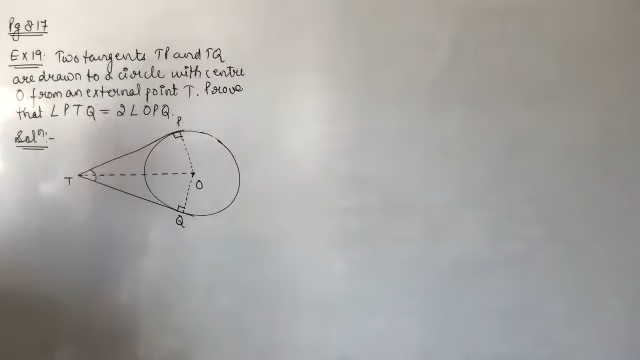 Pg 817
Ex 19: Two tangents TP and TQ
are drawn to a circle with centre
O from an external point T. Prove
that ∠PTQ = 2∠OPQ.
Solⁿ:-
P
T
O
Q